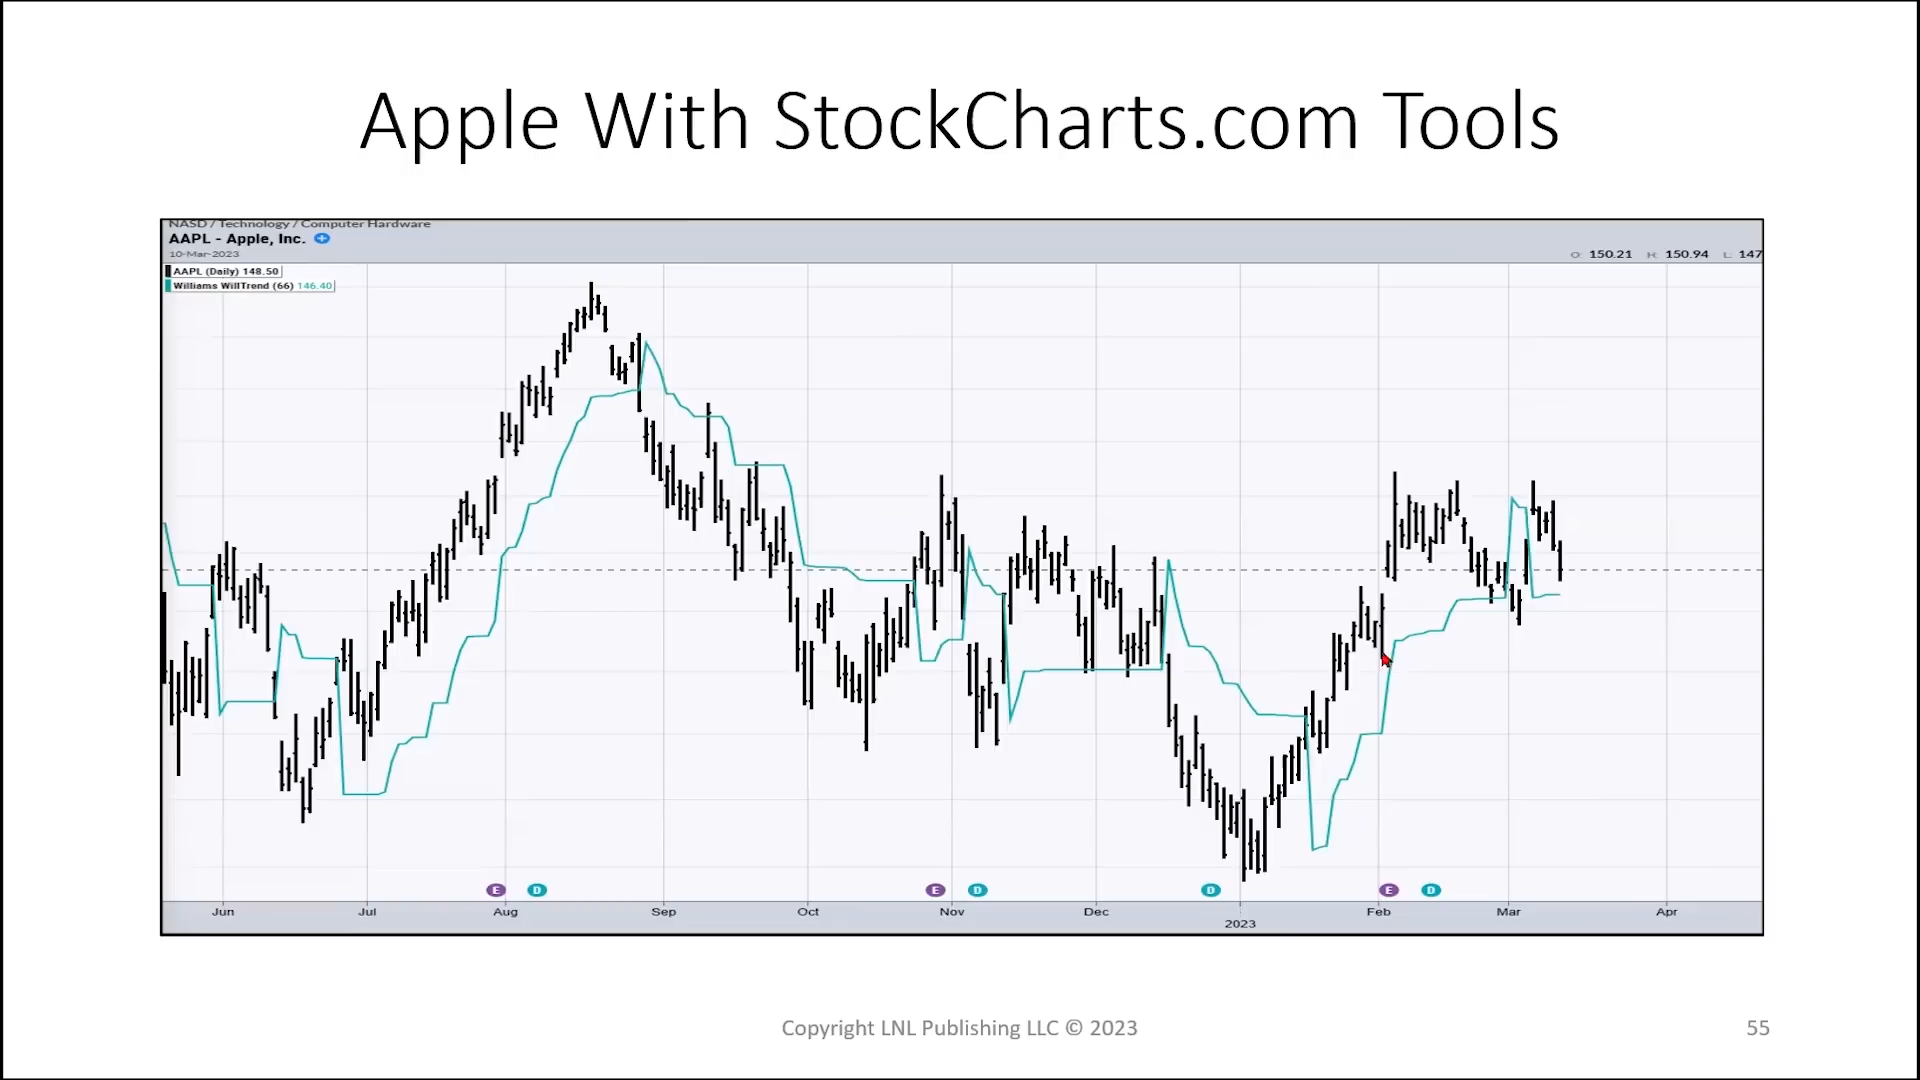 Apple With StockCharts.com Tools
NASD / Technology / Computer Hardware
AAPL - Apple, Inc.
10-Mar-2023
O: 150.21 H: 150.94 L: 147
AAPL (Daily) 148.50
Williams WillTrend (66) 146.40
E D E D D E D
Jun Jul Aug Sep Oct Nov Dec Feb Mar Apr
2023
Copyright LNL Publishing LLC © 2023
55